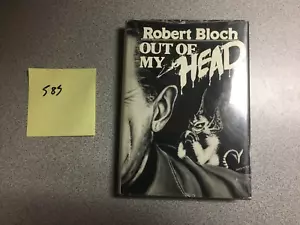 585
Robert Bloch
OUT OF
MY HEAD